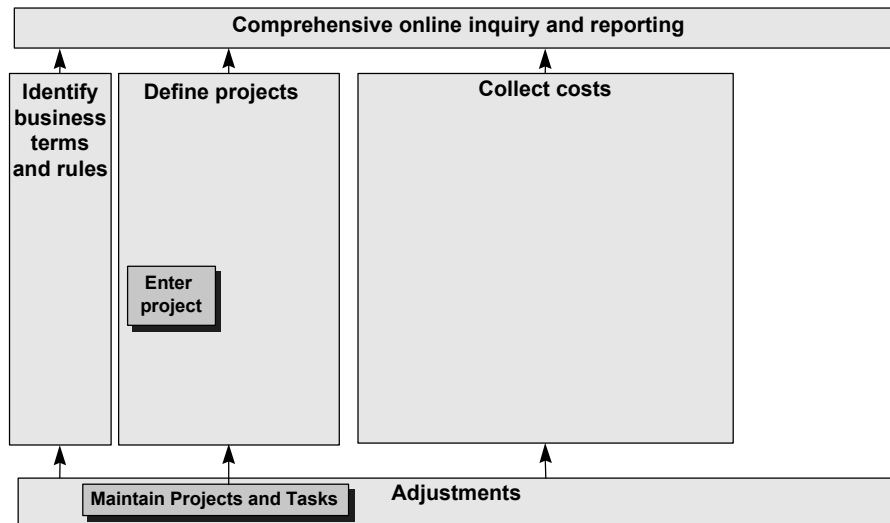 Comprehensive online inquiry and reporting
Identify
business
terms
and rules
Define projects
Collect costs
Enter
project
Maintain Projects and Tasks
Adjustments